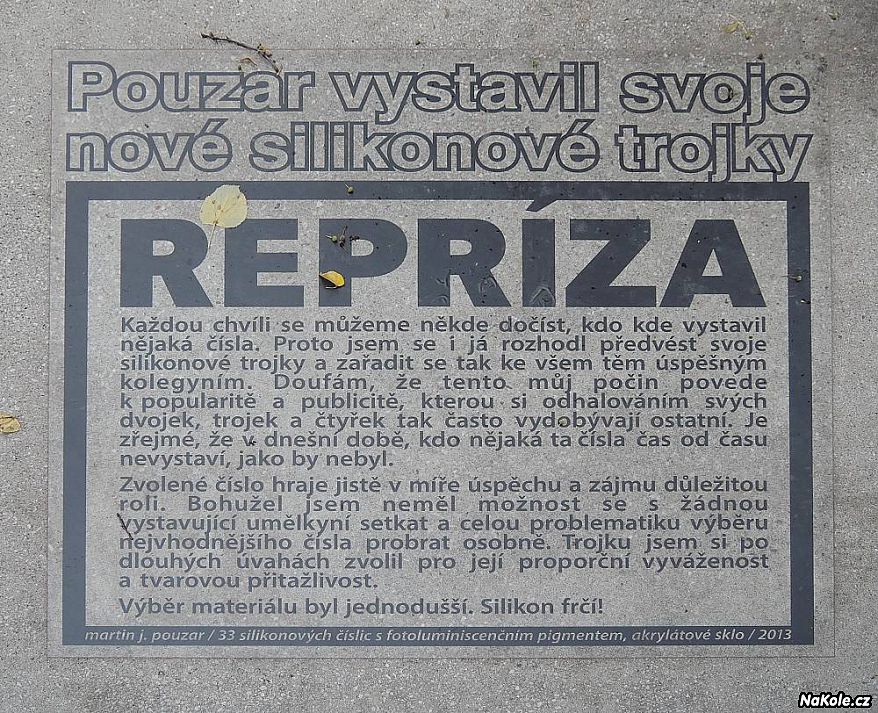 Pouzar vystavil svoje
nové silikonové trojky
REPRÍZA
Každou chvíli se můžeme někde dočíst, kdo kde vystavil
nějaká čísla. Proto jsem se i já rozhodl předvést svoje
silikonové trojky a zařadit se tak ke všem těm úspěšným
kolegyním. Doufám, že tento můj počin povede
k popularitě a publicitě, kterou si odhalováním svých
dvojek, trojek a čtyřek tak často vydobývají ostatní. Je
zřejmé, že v dnešní době, kdo nějaká ta čísla čas od času
nevystaví, jako by nebyl.
Zvolené číslo hraje jistě v míře úspěchu a zájmu důležitou
roli. Bohužel jsem neměl možnost se s žádnou
vystavující umělkyní setkat a celou problematiku výběru
nejvhodnějšího čísla probrat osobně. Trojku jsem si po
dlouhých úvahách zvolil pro její proporční vyváženost
a tvarovou přitažlivost.
Výběr materiálu byl jednodušší. Silikon frčí!
martin j. pouzar / 33 silikonových číslic s fotoluminiscenčním pigmentem, akrylátové sklo / 2013
NaKole.cz